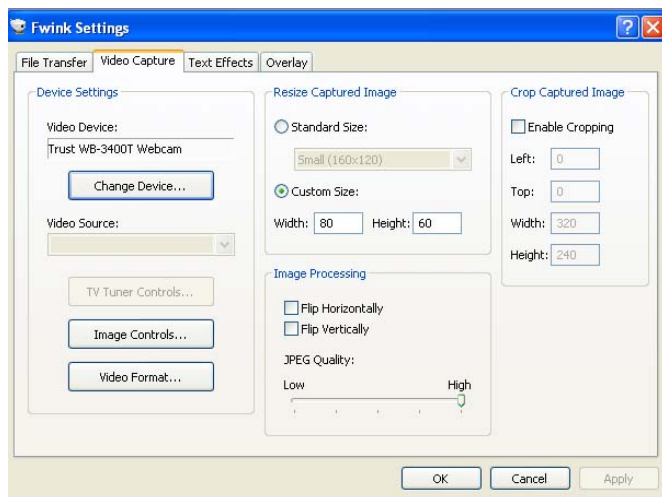 Fwink Settings
File Transfer Video Capture Text Effects Overlay
Device Settings
Video Device:
Trust WB-3400T Webcam
Change Device...
Video Source:
TV Tuner Controls...
Image Controls...
Video Format...
Resize Captured Image
Standard Size:
Small (160x120)
Custom Size:
Width: 80 Height: 60
Image Processing
Flip Horizontally
Flip Vertically
JPEG Quality:
Low High
Crop Captured Image
Enable Cropping
Left: 0
Top: 0
Width: 320
Height: 240
OK Cancel Apply